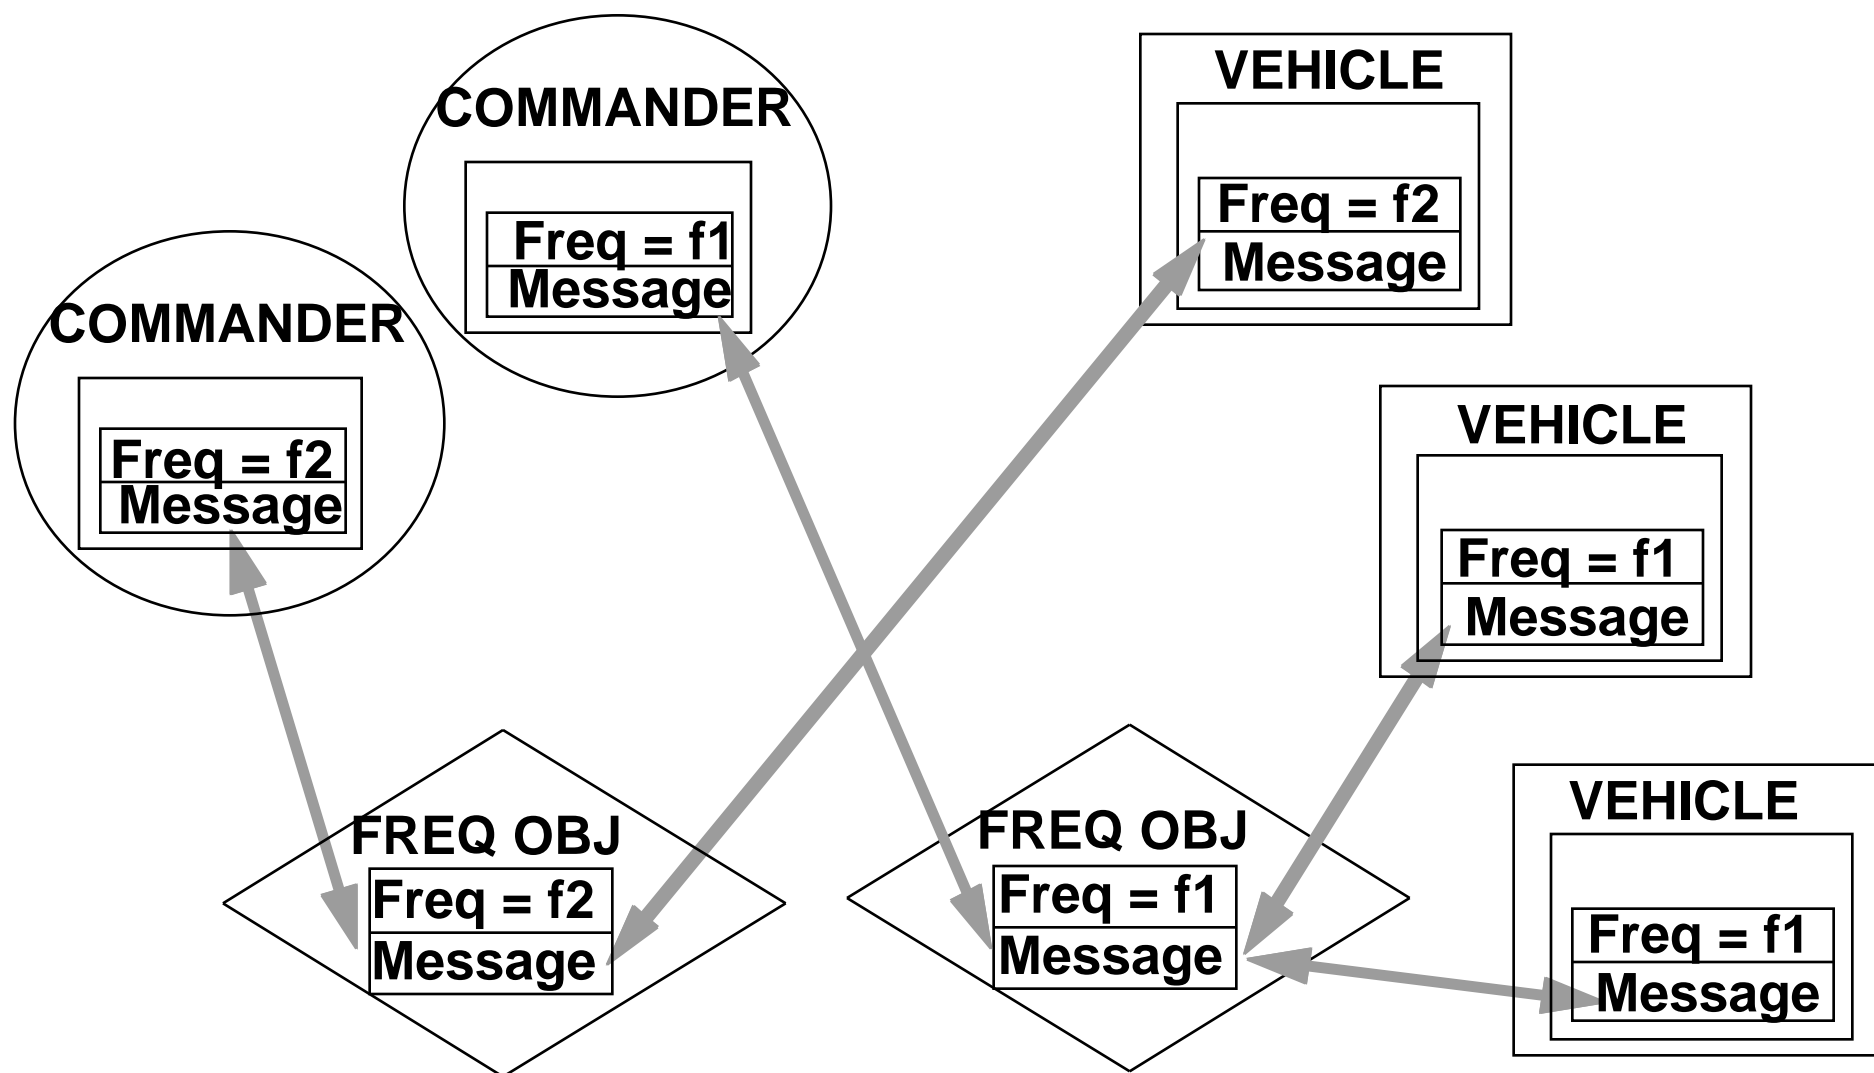 COMMANDER
Freq = f1
Message
VEHICLE
Freq = f2
Message
COMMANDER
Freq = f2
Message
VEHICLE
Freq = f1
Message
FREQ OBJ
Freq = f2
Message
FREQ OBJ
Freq = f1
Message
VEHICLE
Freq = f1
Message